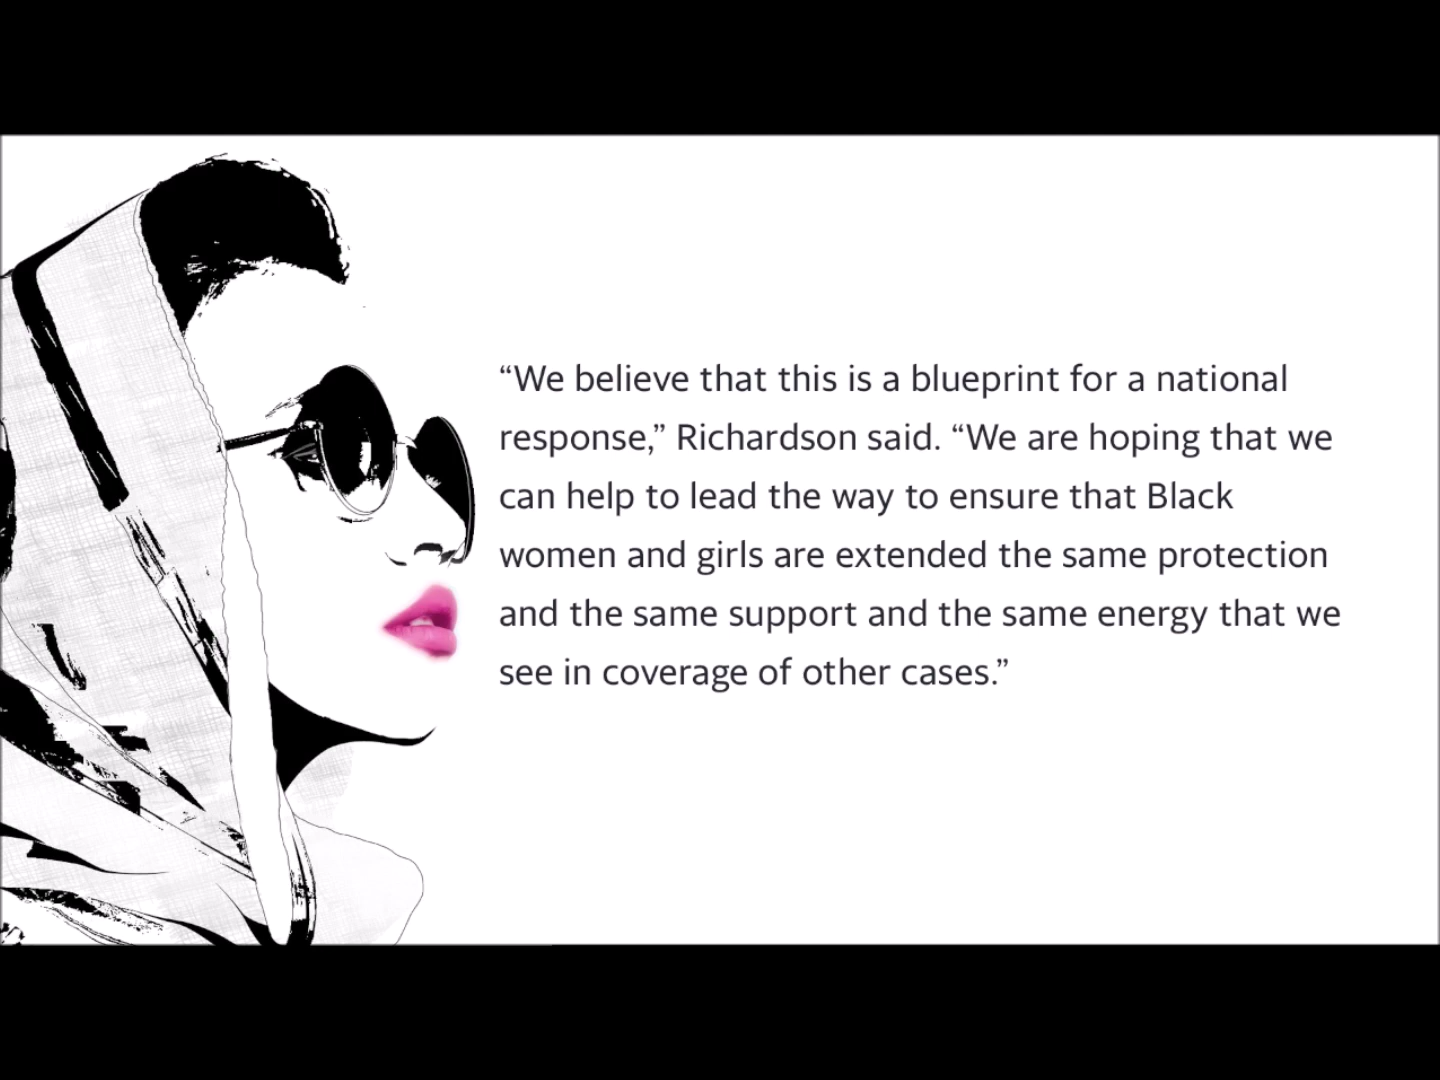 “We believe that this is a blueprint for a national
response,” Richardson said. “We are hoping that we
can help to lead the way to ensure that Black
women and girls are extended the same protection
and the same support and the same energy that we
see in coverage of other cases.”